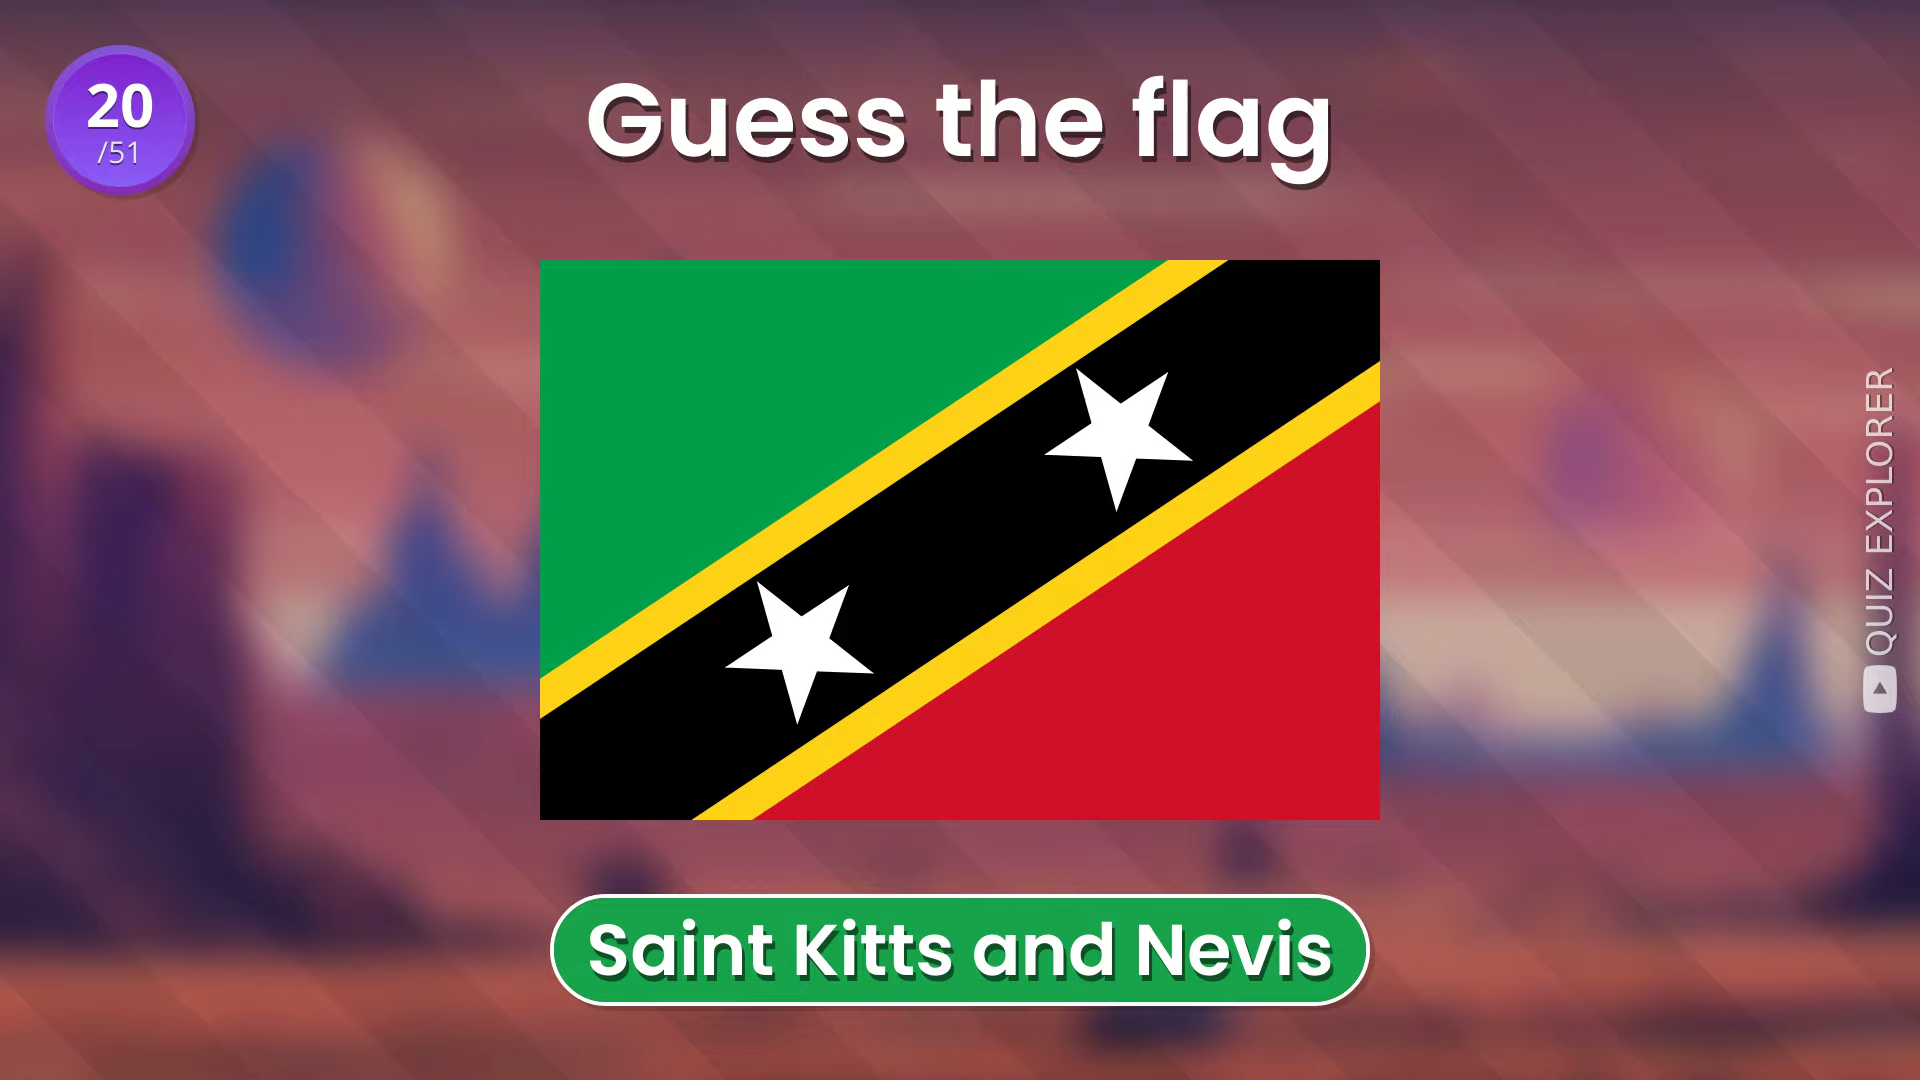 20
/51
Guess the flag
Saint Kitts and Nevis
QUIZ EXPLORER